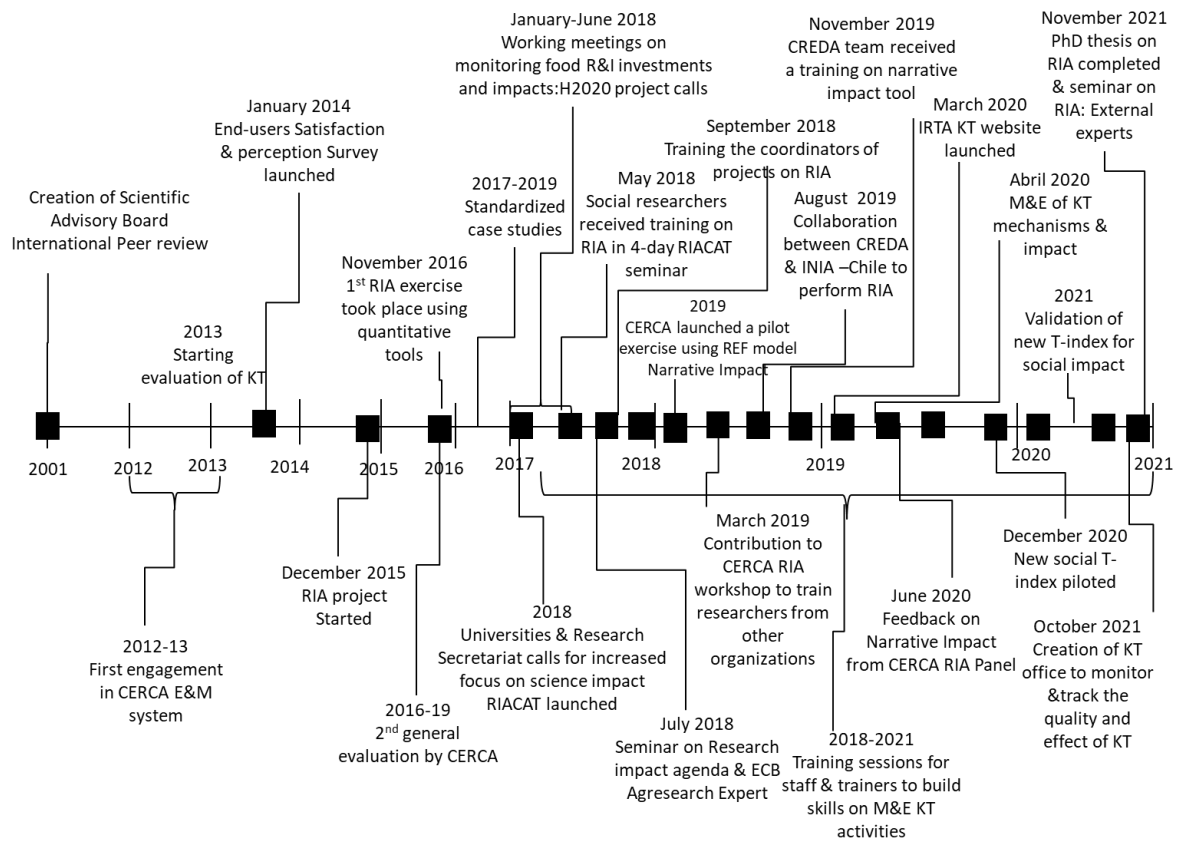 January-June 2018
Working meetings on
monitoring food R&I investments
and impacts:H2020 project calls
November 2019
CREDA team received
a training on narrative
impact tool
November 2021
PhD thesis on
RIA completed
& seminar on
RIA: External
experts
January 2014
End-users Satisfaction
& perception Survey
launched
March 2020
IRTA KT website
launched
September 2018
Training the coordinators of
projects on RIA
Creation of Scientific
Advisory Board
International Peer review
2017-2019
Standardized
case studies
May 2018
Social researchers
received training on
RIA in 4-day RIACAT
seminar
August 2019
Collaboration
between CREDA
& INIA –Chile to
perform RIA
Abril 2020
M&E of KT
mechanisms &
impact
November 2016
1st RIA exercise
took place using
quantitative
tools
2013
Starting
evaluation of KT
2019
CERCA launched a pilot
exercise using REF model
Narrative Impact
2021
Validation of
new T-index for
social impact
2001
2012
2013
2014
2015
2016
2017
2018
2019
2020
2021
2012-13
First engagement
in CERCA E&M
system
December 2015
RIA project
Started
2016-19
2nd general
evaluation by CERCA
2018
Universities & Research
Secretariat calls for increased
focus on science impact
RIACAT launched
July 2018
Seminar on Research
impact agenda & ECB
Agresearch Expert
March 2019
Contribution to
CERCA RIA
workshop to train
researchers from
other
organizations
2018-2021
Training sessions for
staff & trainers to build
skills on M&E KT
activities
June 2020
Feedback on
Narrative Impact
from CERCA RIA Panel
December 2020
New social T-
index piloted
October 2021
Creation of KT
office to monitor
&track the
quality and
effect of KT